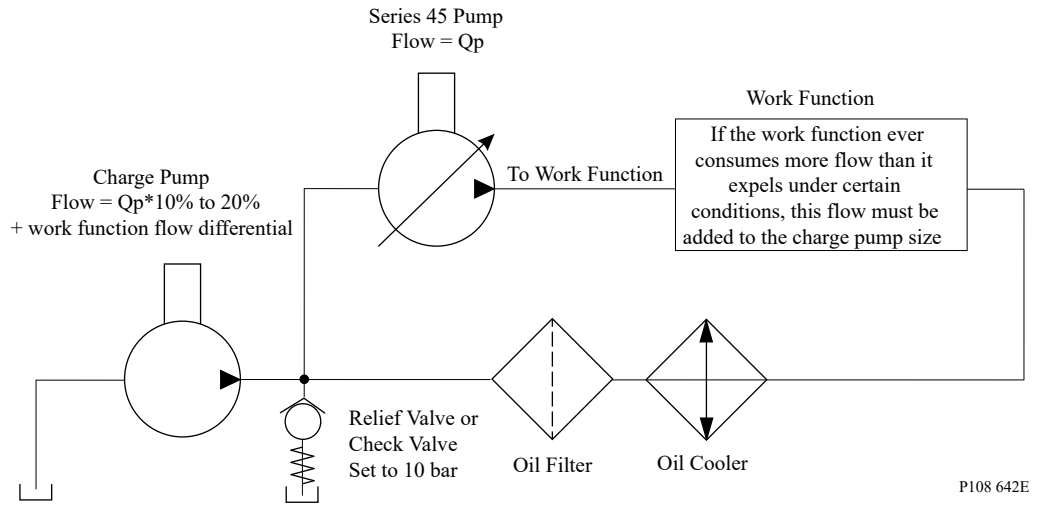 Series 45 Pump
Flow = Qp
Work Function
If the work function ever
consumes more flow than it
expels under certain
conditions, this flow must be
added to the charge pump size
To Work Function
Charge Pump
Flow = Qp*10% to 20%
+ work function flow differential
Relief Valve or
Check Valve
Set to 10 bar
Oil Filter
Oil Cooler
P108 642E